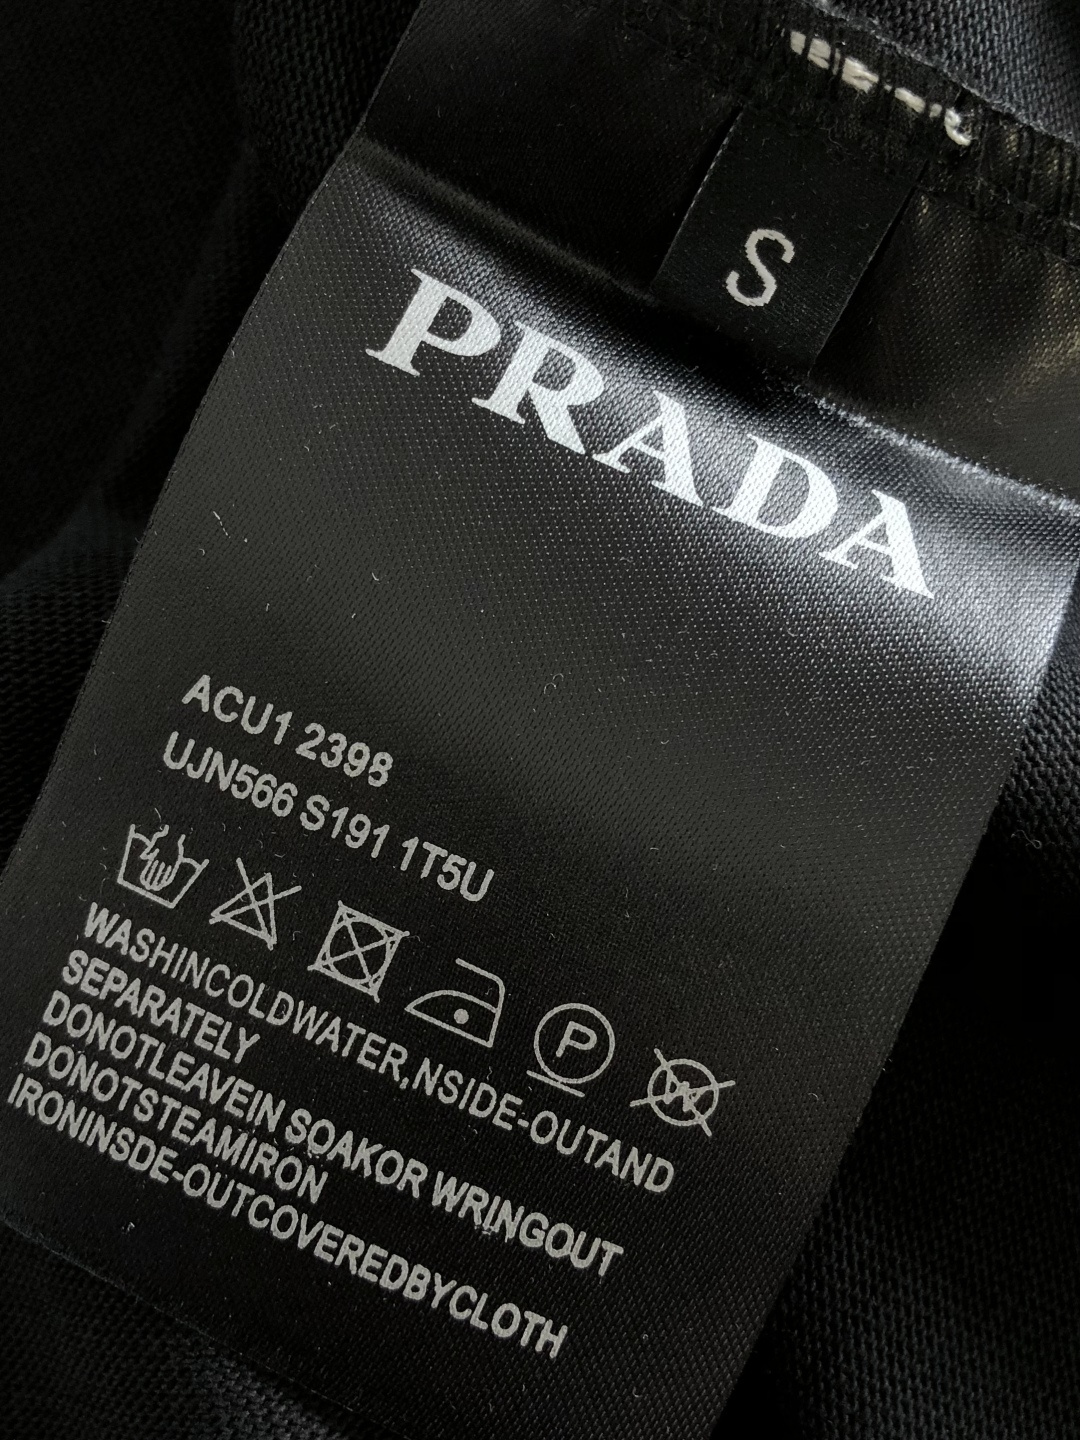 S
PRADA
ACU1 2398
UJN566 S191 1T5U
P
W
WASHINCOLDWATER,NSIDE-OUTAND
SEPARATELY
DONOTLEAVEIN SOAKOR WRINGOUT
DONOTSTEAMIRON
IRONINSDE-OUTCOVEREDBYCLOTH